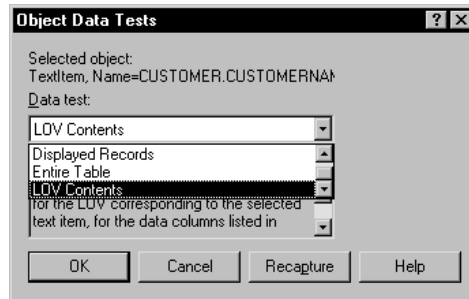 Object Data Tests
Selected object:
TextItem, Name=CUSTOMER.CUSTOMERNAM
Data test:
LOV Contents
Displayed Records
Entire Table
LOV Contents
for the LOV corresponding to the selected
text item, for the data columns listed in
OK Cancel Recapture Help